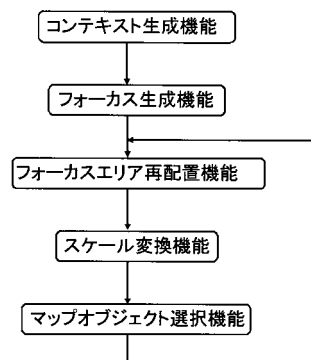 コンテキスト生成機能
フォーカス生成機能
フォーカスエリア再配置機能
スケール変換機能
マップオブジェクト選択機能